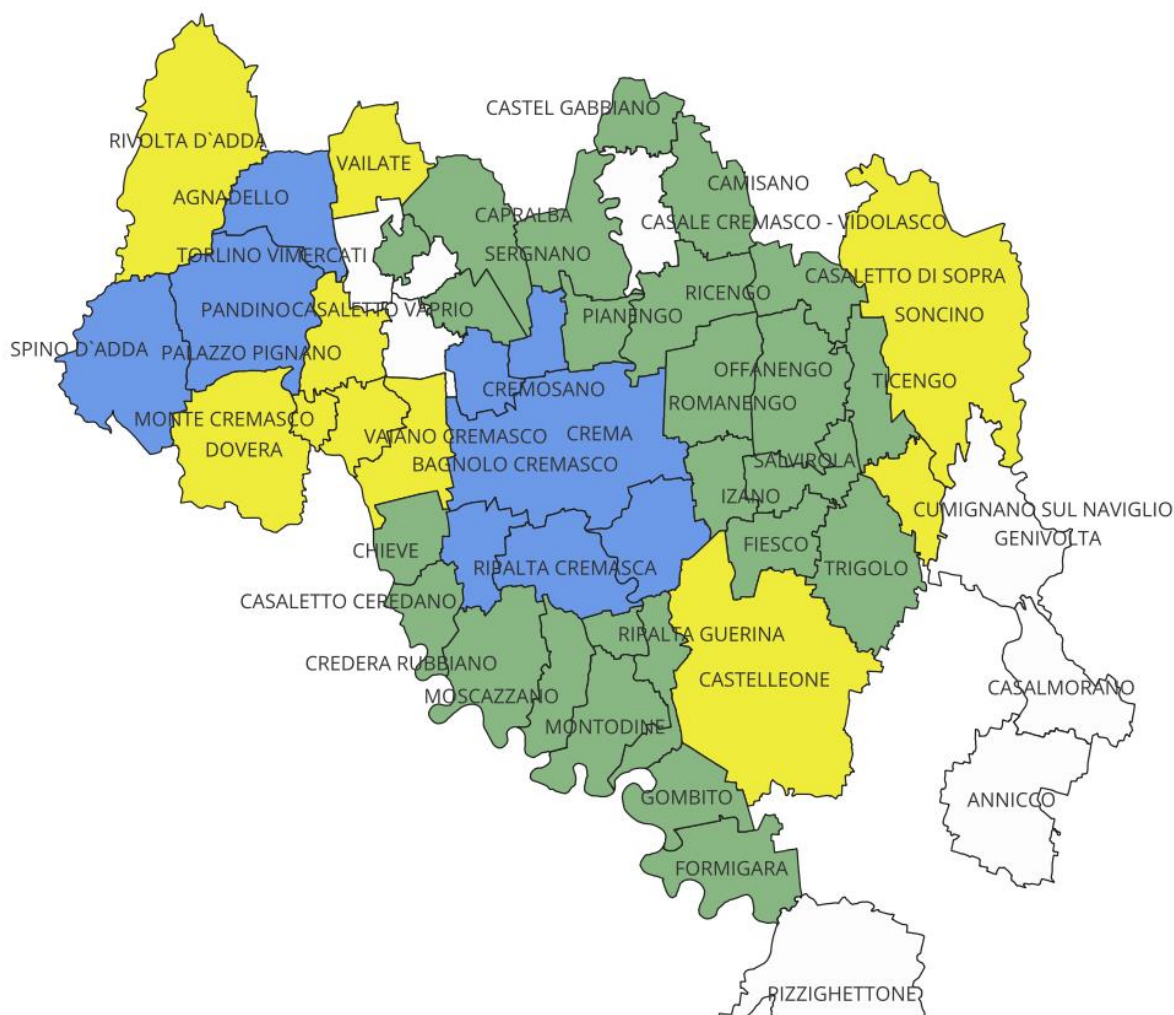 CASTEL GABBIANO
RIVOLTA D`ADDA
VAILATE
CAMISANO
AGNADELLO
CAPRALBA
CASALE CREMASCO - VIDOLASCO
TORLINO VIMERCATI
SERGNANO
CASALETTO DI SOPRA
RICENGO
PANDINO
CASALETTO VAPRIO
PIANENGO
SONCINO
SPINO D`ADDA
PALAZZO PIGNANO
OFFANENGO
TICENGO
CREMOSANO
ROMANENGO
MONTE CREMASCO
VAIANO CREMASCO
CREMA
DOVERA
BAGNOLO CREMASCO
SALVIROLA
IZANO
CUMIGNANO SUL NAVIGLIO
GENIVOLTA
CHIEVE
FIESCO
RIPALTA CREMASCA
TRIGOLO
CASALETTO CEREDANO
RIPALTA GUERINA
CREDERA RUBBIANO
CASTELLEONE
MOSCAZZANO
CASALMORANO
MONTODINE
GOMBITO
ANNICCO
FORMIGARA
PIZZIGHETTONE